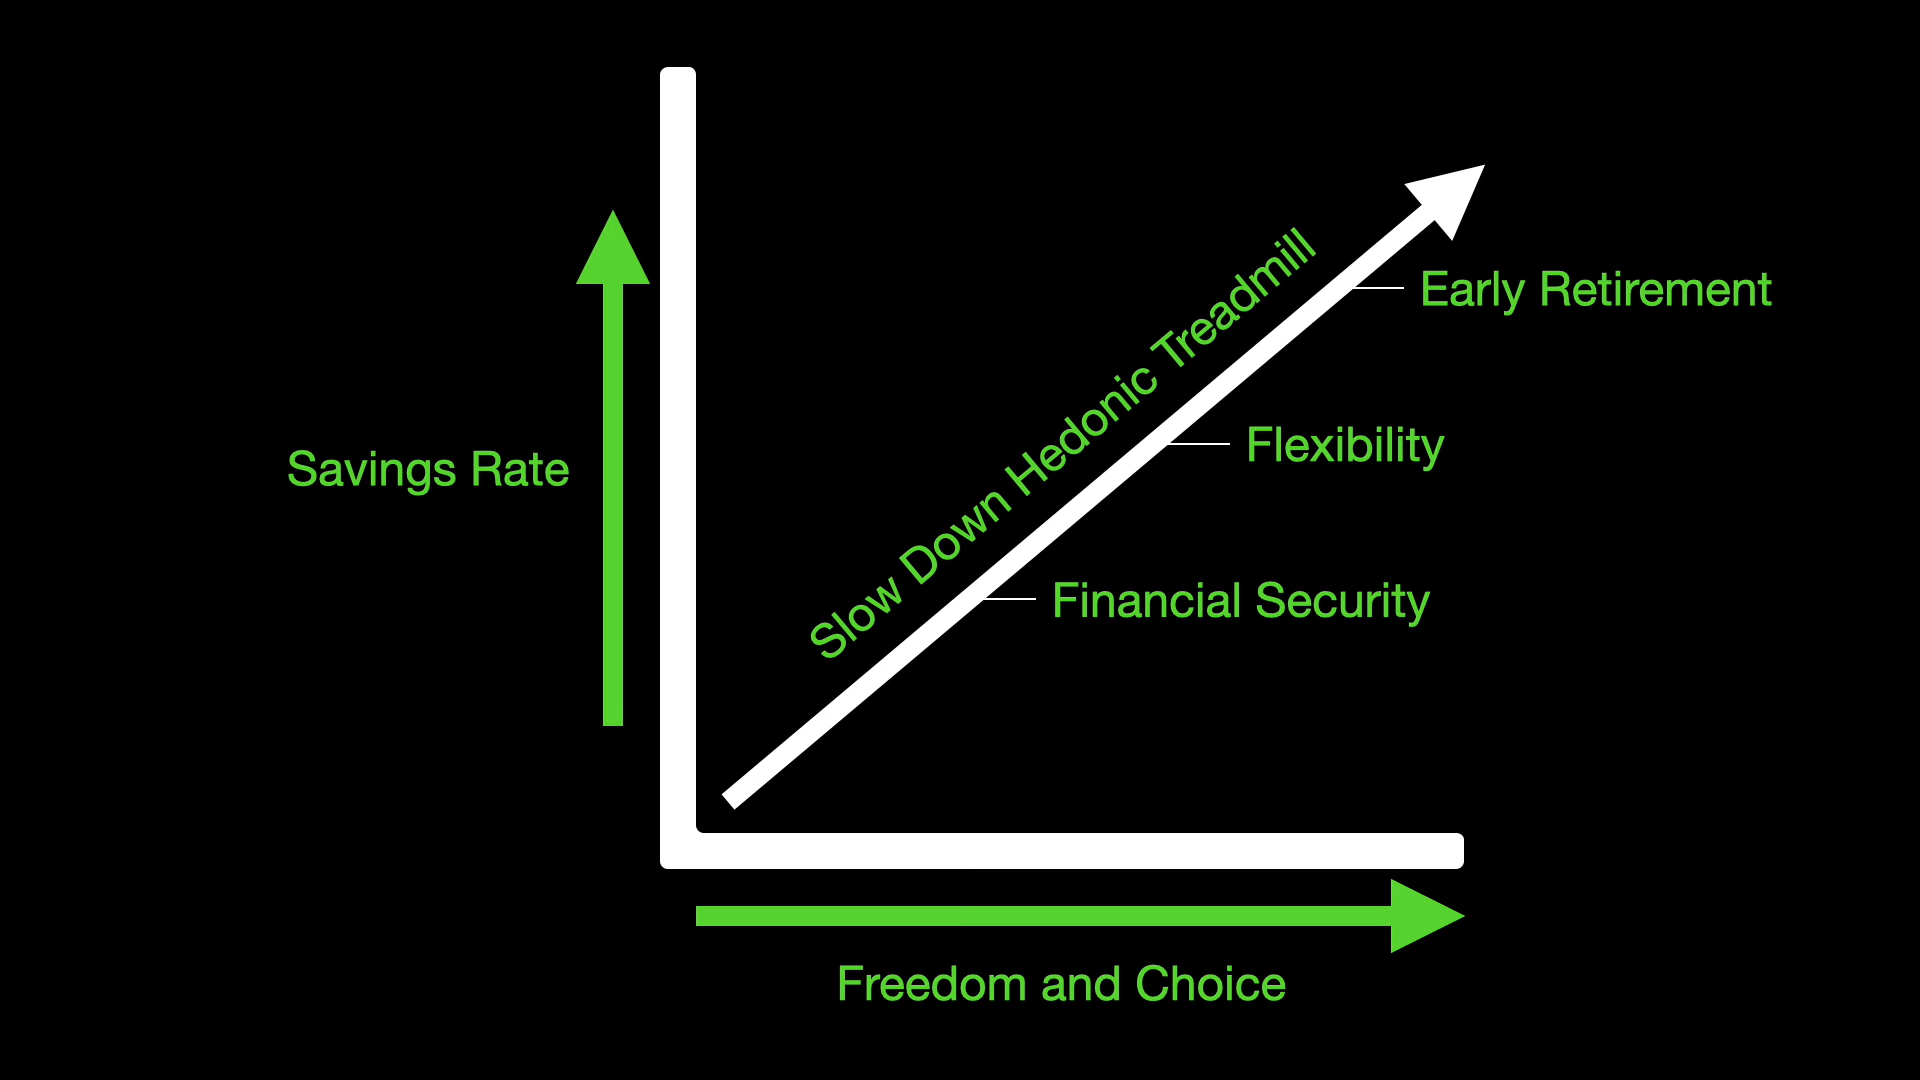 Slow Down Hedonic Treadmill
Early Retirement
Flexibility
Savings Rate
Financial Security
Freedom and Choice